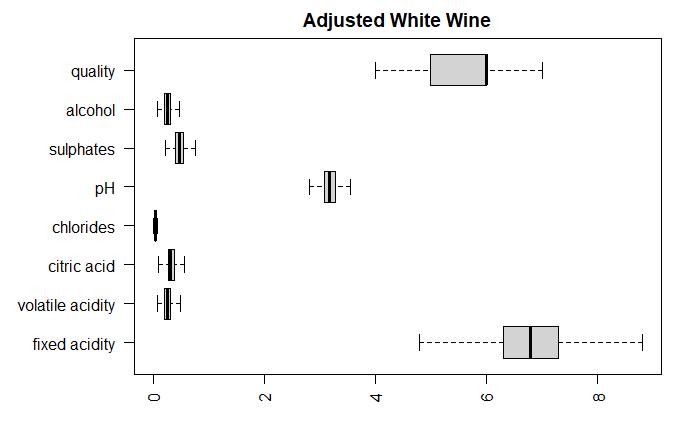 Adjusted White Wine
quality
alcohol
sulphates
pH
chlorides
citric acid
volatile acidity
fixed acidity
0 2 4 6 8